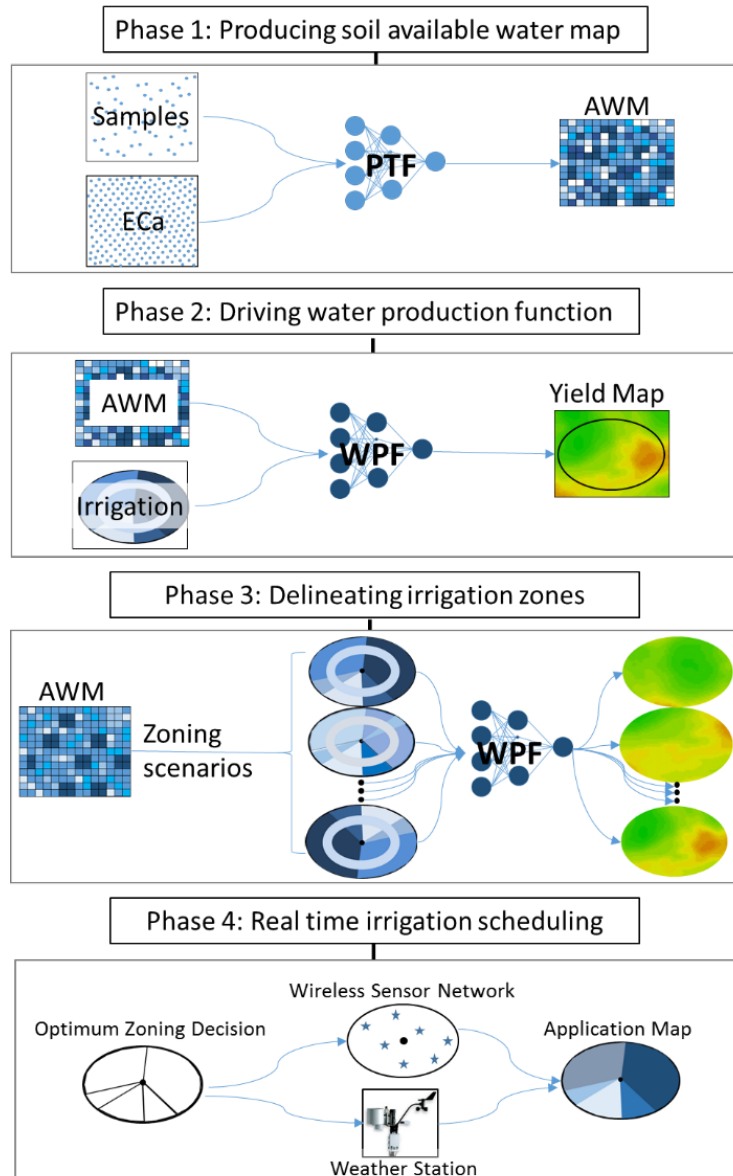 Phase 1: Producing soil available water map
Samples
ECa
PTF
AWM
Phase 2: Driving water production function
AWM
Irrigation
WPF
Yield Map
Phase 3: Delineating irrigation zones
AWM
Zoning
scenarios
WPF
Phase 4: Real time irrigation scheduling
Optimum Zoning Decision
Wireless Sensor Network
Weather Station
Application Map